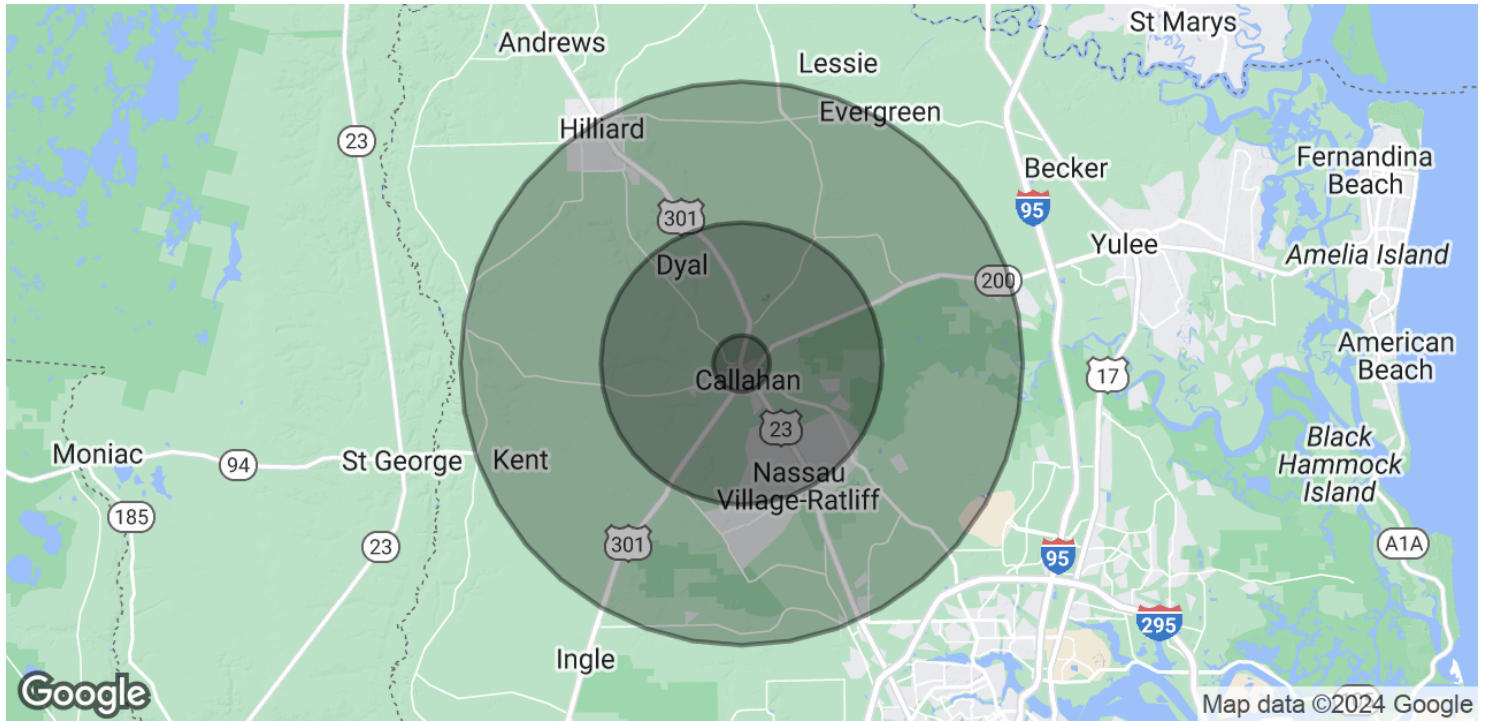 St Marys
Andrews
Lessie
Evergreen
Hilliard
23
Becker
Fernandina
Beach
301
95
Yulee
Amelia Island
Dyal
200
American
Beach
17
Callahan
23
Black
Hammock
Island
Moniac
94
St George
Kent
Nassau
Village-Ratliff
185
301
23
95
A1A
295
Ingle
Google
Map data ©2024 Google